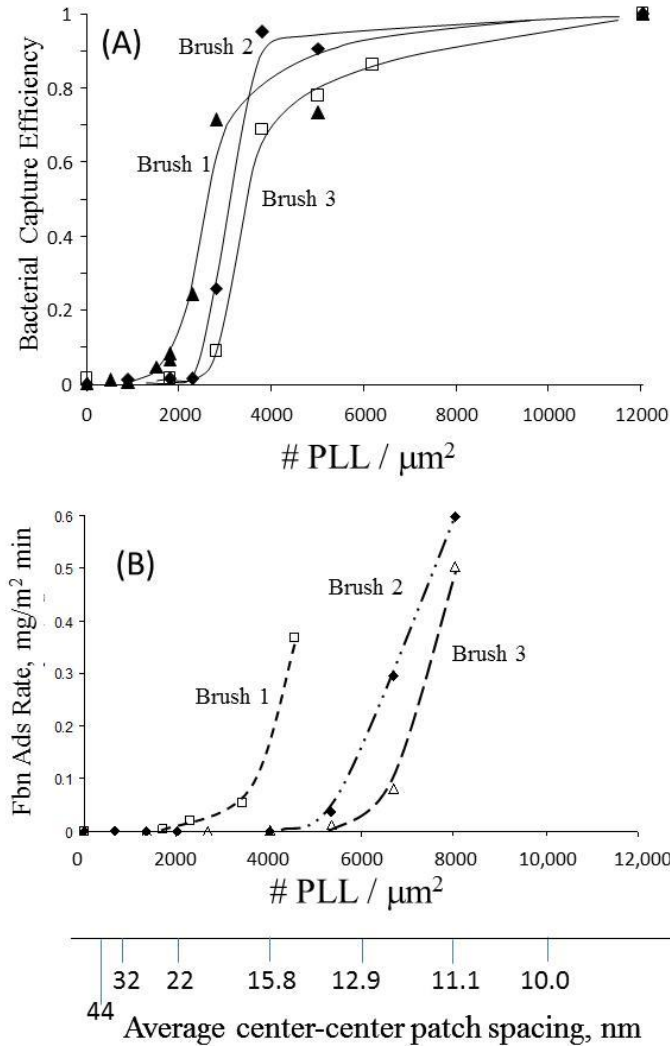 (A)
Bacterial Capture Efficiency
1
0.8
0.6
0.4
0.2
0
Brush 2
Brush 1
Brush 3
0 2000 4000 6000 8000 10000 12000
# PLL / μm²
(B)
Fbn Ads Rate, mg/m² min
0.6
0.5
0.3
0.2
0.1
0
Brush 2
Brush 1
Brush 3
0 2000 4000 6000 8000 10,000 12,000
# PLL / μm²
44 32 22 15.8 12.9 11.1 10.0
Average center-center patch spacing, nm